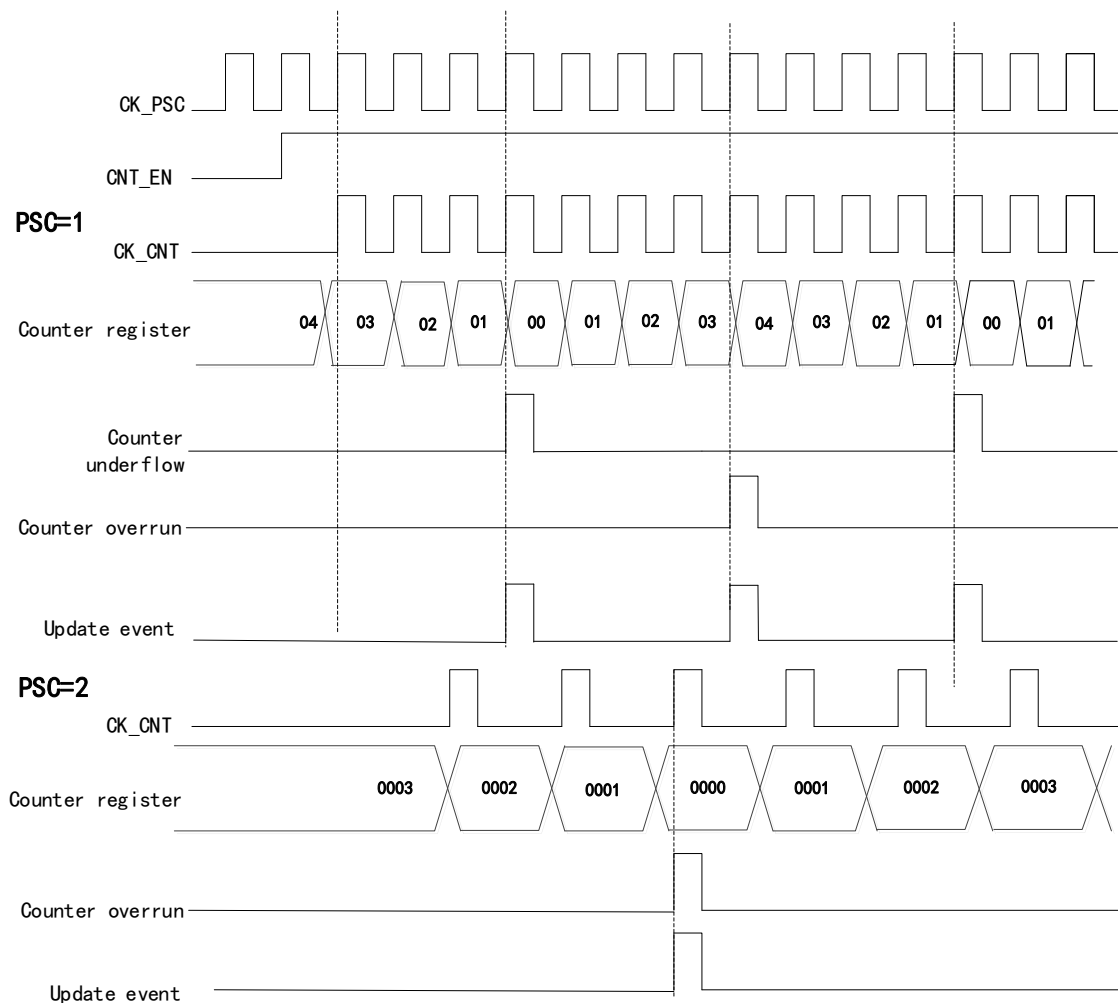 CK_PSC
CNT_EN
PSC=1
CK_CNT
Counter register 04 03 02 01 00 01 02 03 04 03 02 01 00 01
Counter
underflow
Counter overrun
Update event
PSC=2
CK_CNT
Counter register 0003 0002 0001 0000 0001 0002 0003
Counter overrun
Update event